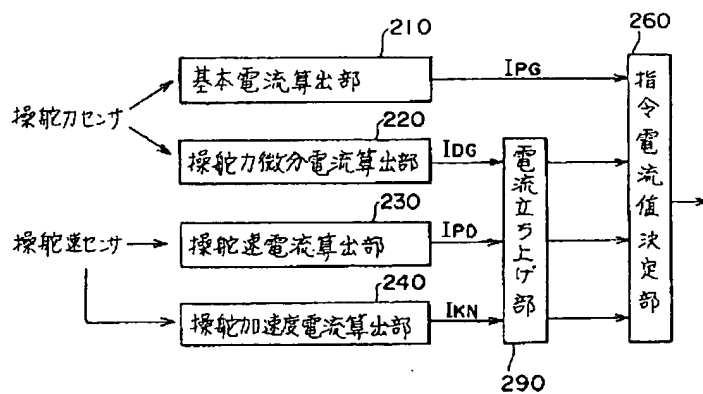 210
基本電流算出部
IPG
260
指令電流値決定部
操舵力センサ
220
操舵力微分電流算出部
IDG
電流立ち上げ部
230
操舵速センサ
操舵速電流算出部
IPD
240
操舵加速度電流算出部
IKN
290